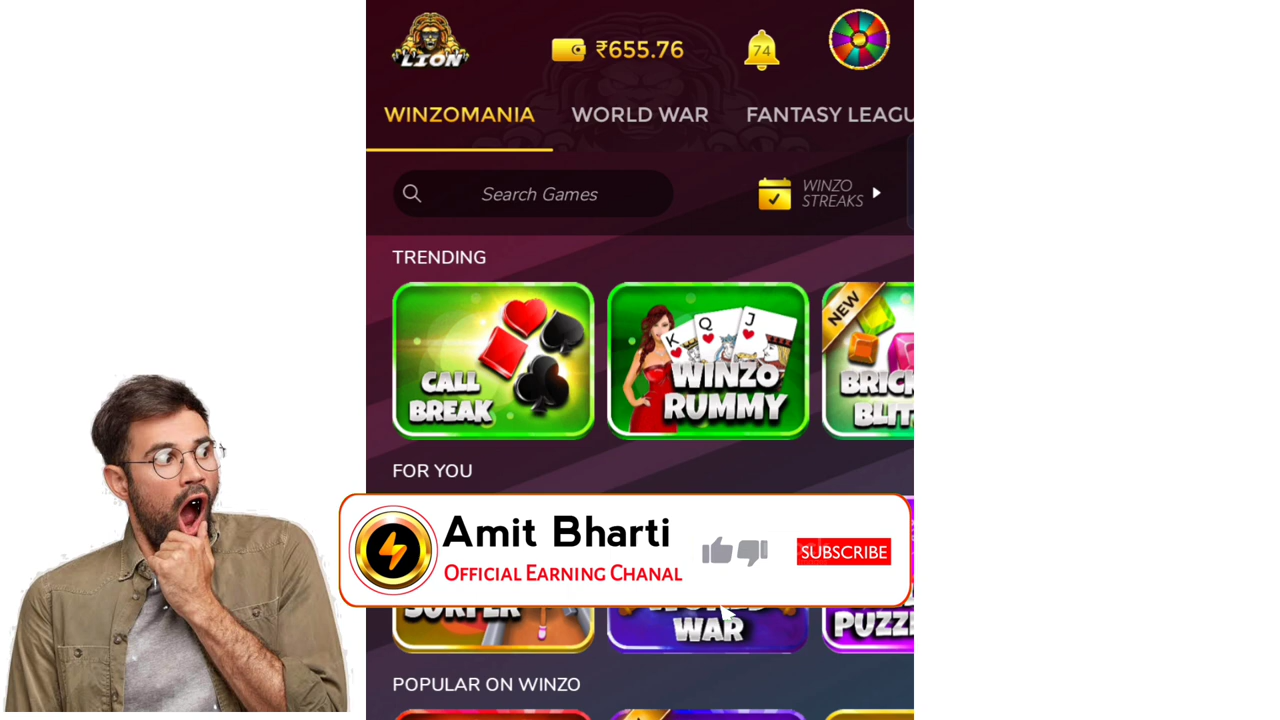 LION
₹655.76
74
WINZOMANIA WORLD WAR FANTASY LEAGU
Search Games
WINZO
STREAKS
TRENDING
CALL
BREAK
WINZO
RUMMY
NEW
BRICK
BLIT
FOR YOU
Amit Bharti
OFFICIAL EARNING CHANAL
SUBSCRIBE
SURFER
WORLD
WAR
PUZZ
POPULAR ON WINZO